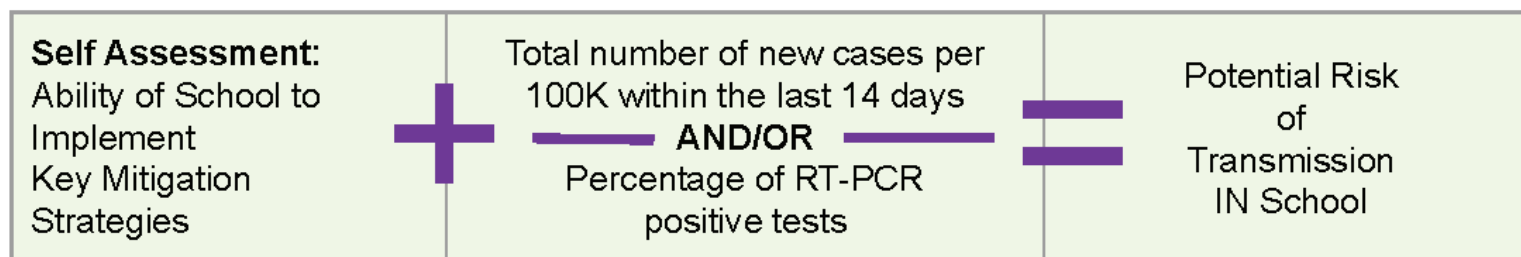 Self Assessment:
Ability of School to
Implement
Key Mitigation
Strategies
+
Total number of new cases per
100K within the last 14 days
AND/OR
Percentage of RT-PCR
positive tests
=
Potential Risk
of
Transmission
IN School